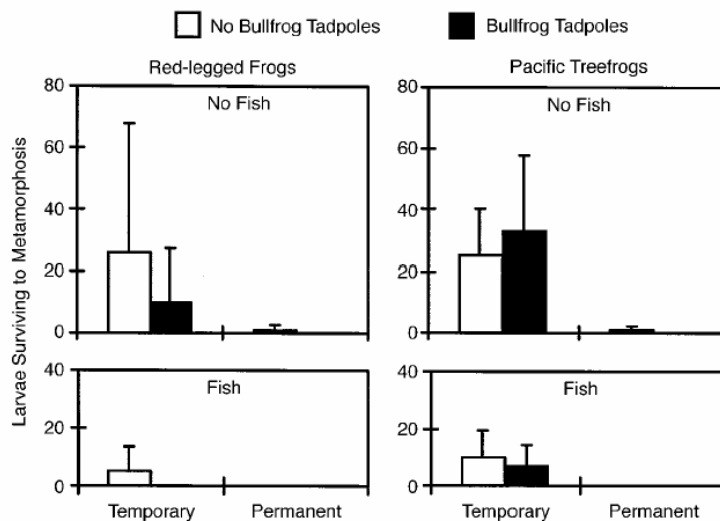 No Bullfrog Tadpoles Bullfrog Tadpoles
Red-legged Frogs Pacific Treefrogs
Larvae Surviving to Metamorphosis
80 No Fish 80 No Fish
60 60
40 40
20 20
0 0
40 Fish 40 Fish
20 20
0 0
Temporary Permanent Temporary Permanent